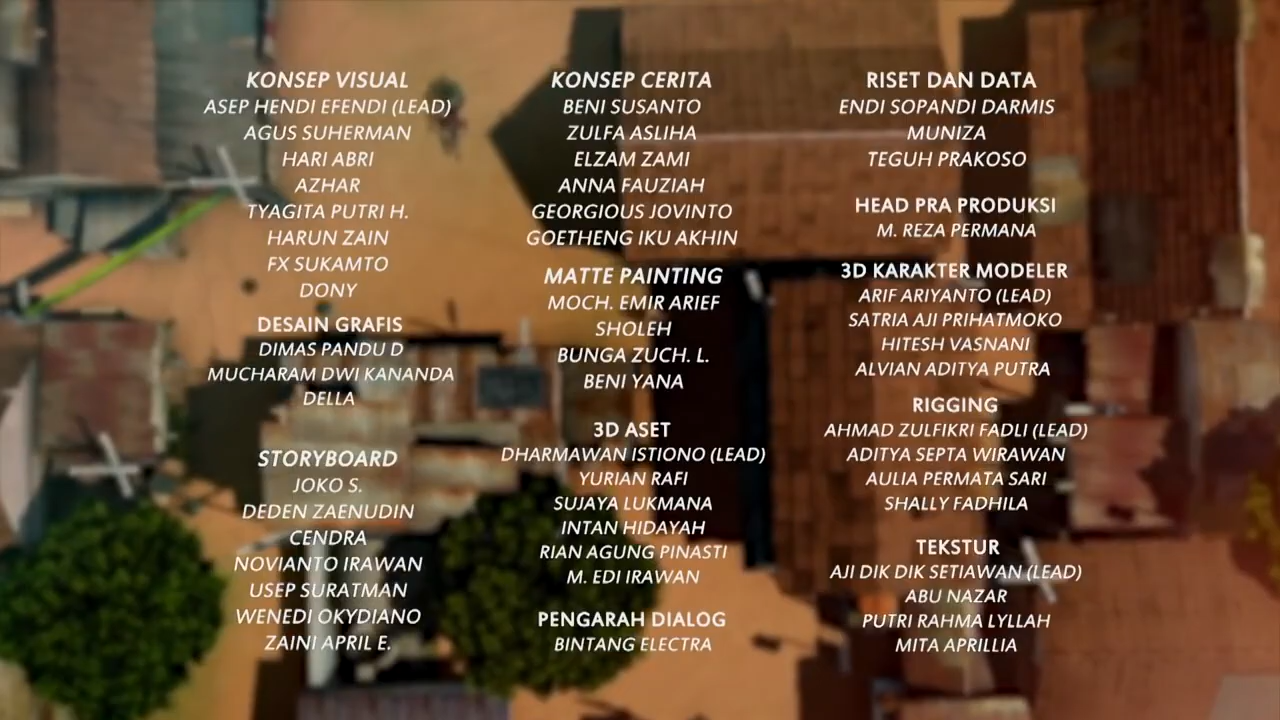 KONSEP VISUAL
ASEP HENDI EFENDI (LEAD)
AGUS SUHERMAN
HARI ABRI
AZHAR
TYAGITA PUTRI H.
HARUN ZAIN
FX SUKAMTO
DONY
DESAIN GRAFIS
DIMAS PANDU D
MUCHARAM DWI KANANDA
DELLA
STORYBOARD
JOKO S.
DEDEN ZAENUDIN
CENDRA
NOVIANTO IRAWAN
USEP SURATMAN
WENEDI OKYDIANO
ZAINI APRIL E.
KONSEP CERITA
BENI SUSANTO
ZULFA ASLIHA
ELZAM ZAMI
ANNA FAUZIAH
GEORGIOUS JOVINTO
GOETHENG IKU AKHIN
MATTE PAINTING
MOCH. EMIR ARIEF
SHOLEH
BUNGA ZUCH. L.
BENI YANA
3D ASET
DHARMAWAN ISTIONO (LEAD)
YURIAN RAFI
SUJAYA LUKMANA
INTAN HIDAYAH
RIAN AGUNG PINASTI
M. EDI IRAWAN
PENGARAH DIALOG
BINTANG ELECTRA
RISET DAN DATA
ENDI SOPANDI DARMIS
MUNIZA
TEGUH PRAKOSO
HEAD PRA PRODUKSI
M. REZA PERMANA
3D KARAKTER MODELER
ARIF ARIYANTO (LEAD)
SATRIA AJI PRIHATMOKO
HITESH VASNANI
ALVIAN ADITYA PUTRA
RIGGING
AHMAD ZULFIKRI FADLI (LEAD)
ADITYA SEPTA WIRAWAN
AULIA PERMATA SARI
SHALLY FADHILA
TEKSTUR
AJI DIK DIK SETIAWAN (LEAD)
ABU NAZAR
PUTRI RAHMA LYLLAH
MITA APRILLIA